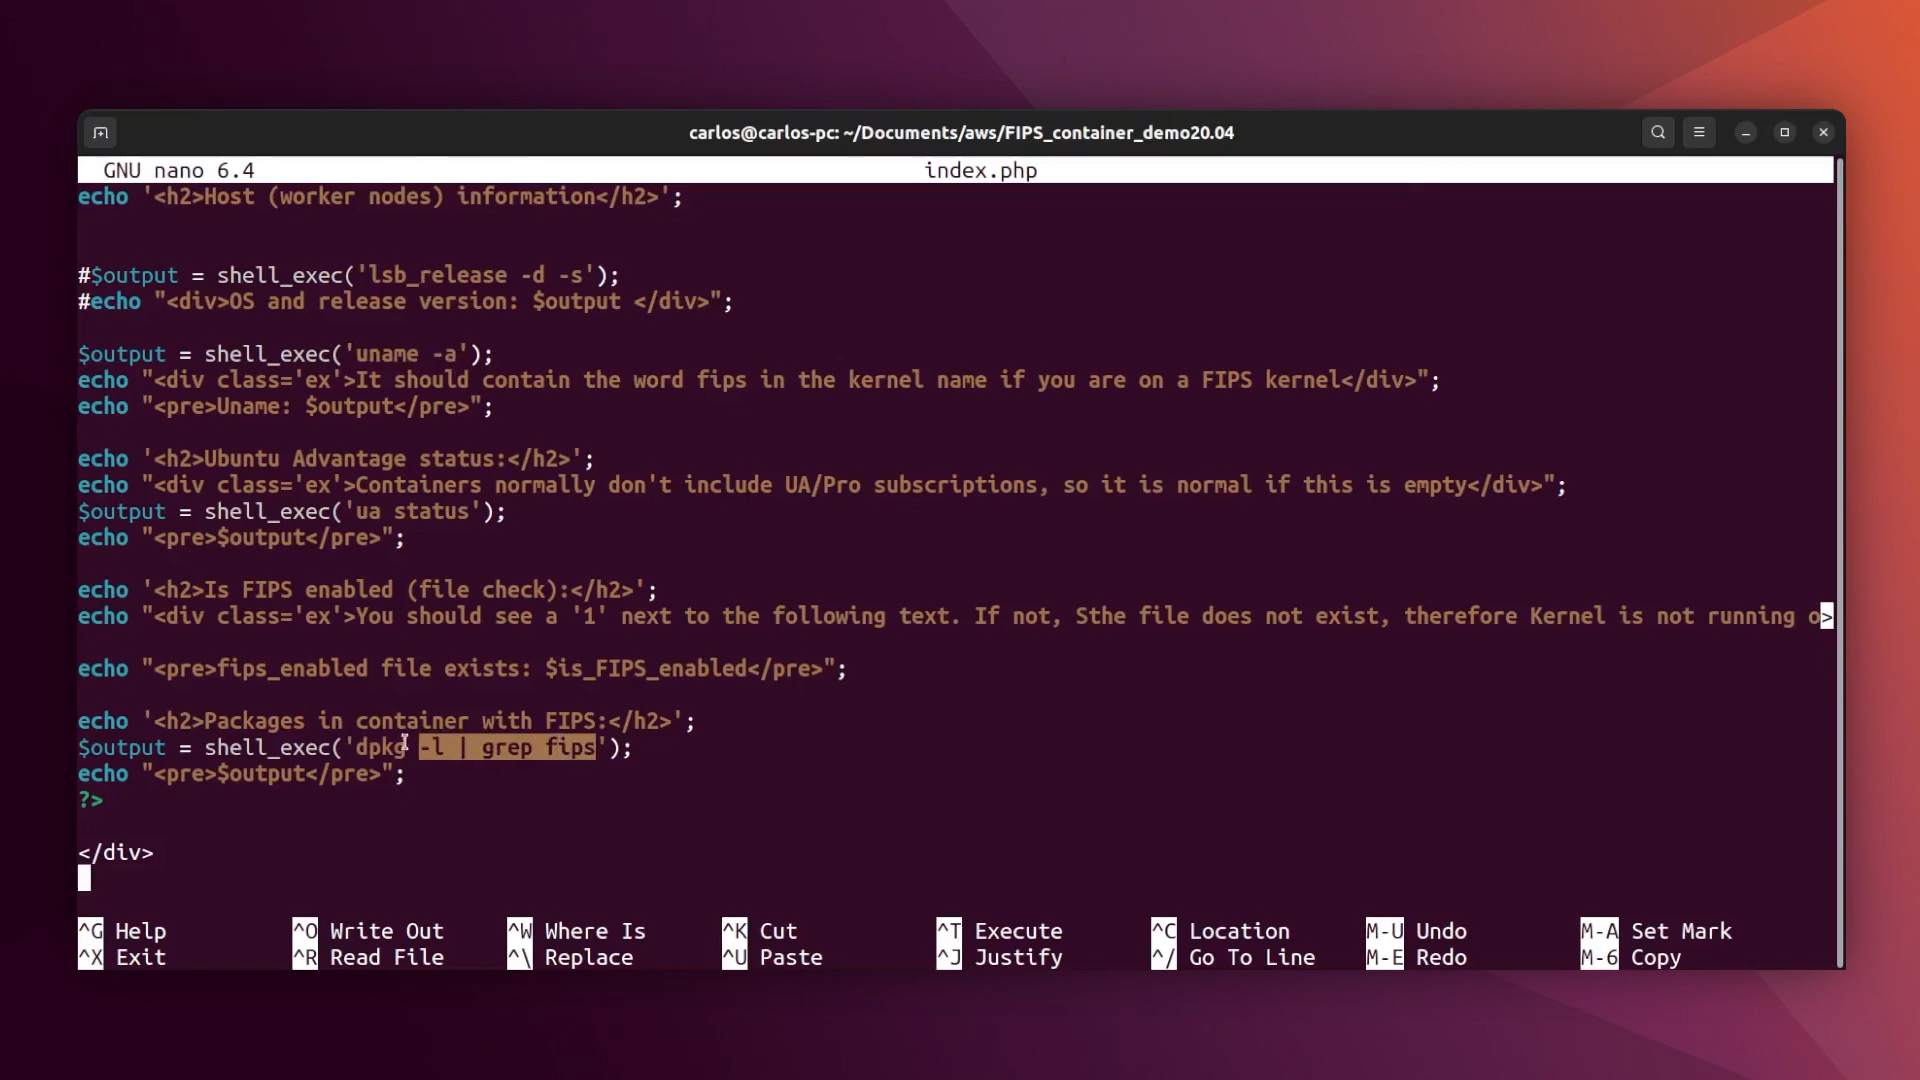 carlos@carlos-pc: ~/Documents/aws/FIPS_container_demo20.04
GNU nano 6.4 index.php
echo '<h2>Host (worker nodes) information</h2>';
#$output = shell_exec('lsb_release -d -s');
#echo "<div>OS and release version: $output </div>";
$output = shell_exec('uname -a');
echo "<div class='ex'>It should contain the word fips in the kernel name if you are on a FIPS kernel</div>";
echo "<pre>Uname: $output</pre>";
echo '<h2>Ubuntu Advantage status:</h2>';
echo "<div class='ex'>Containers normally don't include UA/Pro subscriptions, so it is normal if this is empty</div>";
$output = shell_exec('ua status');
echo "<pre>$output</pre>";
echo '<h2>Is FIPS enabled (file check):</h2>';
echo "<div class='ex'>You should see a '1' next to the following text. If not, Sthe file does not exist, therefore Kernel is not running o>
echo "<pre>fips_enabled file exists: $is_FIPS_enabled</pre>";
echo '<h2>Packages in container with FIPS:</h2>';
$output = shell_exec('dpkg -l | grep fips');
echo "<pre>$output</pre>";
?>
</div>
^G Help ^O Write Out ^W Where Is ^K Cut ^T Execute ^C Location M-U Undo M-A Set Mark
^X Exit ^R Read File ^\ Replace ^U Paste ^J Justify ^/ Go To Line M-E Redo M-6 Copy